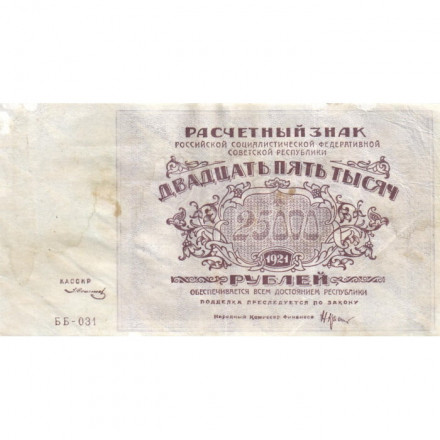 РАСЧЕТНЫЙ ЗНАК
РОССИЙСКОЙ СОЦИАЛИСТИЧЕСКОЙ ФЕДЕРАТИВНОЙ
СОВЕТСКОЙ РЕСПУБЛИКИ
ДВАДЦАТЬ ПЯТЬ ТЫСЯЧ
25000
1921
РУБЛЕЙ
ОБЕСПЕЧИВАЕТСЯ ВСЕМ ДОСТОЯНИЕМ РЕСПУБЛИКИ
ПОДДЕЛКА ПРЕСЛЕДУЕТСЯ ПО ЗАКОНУ
Народный Комиссар Финансов
КАССИР
ББ-031